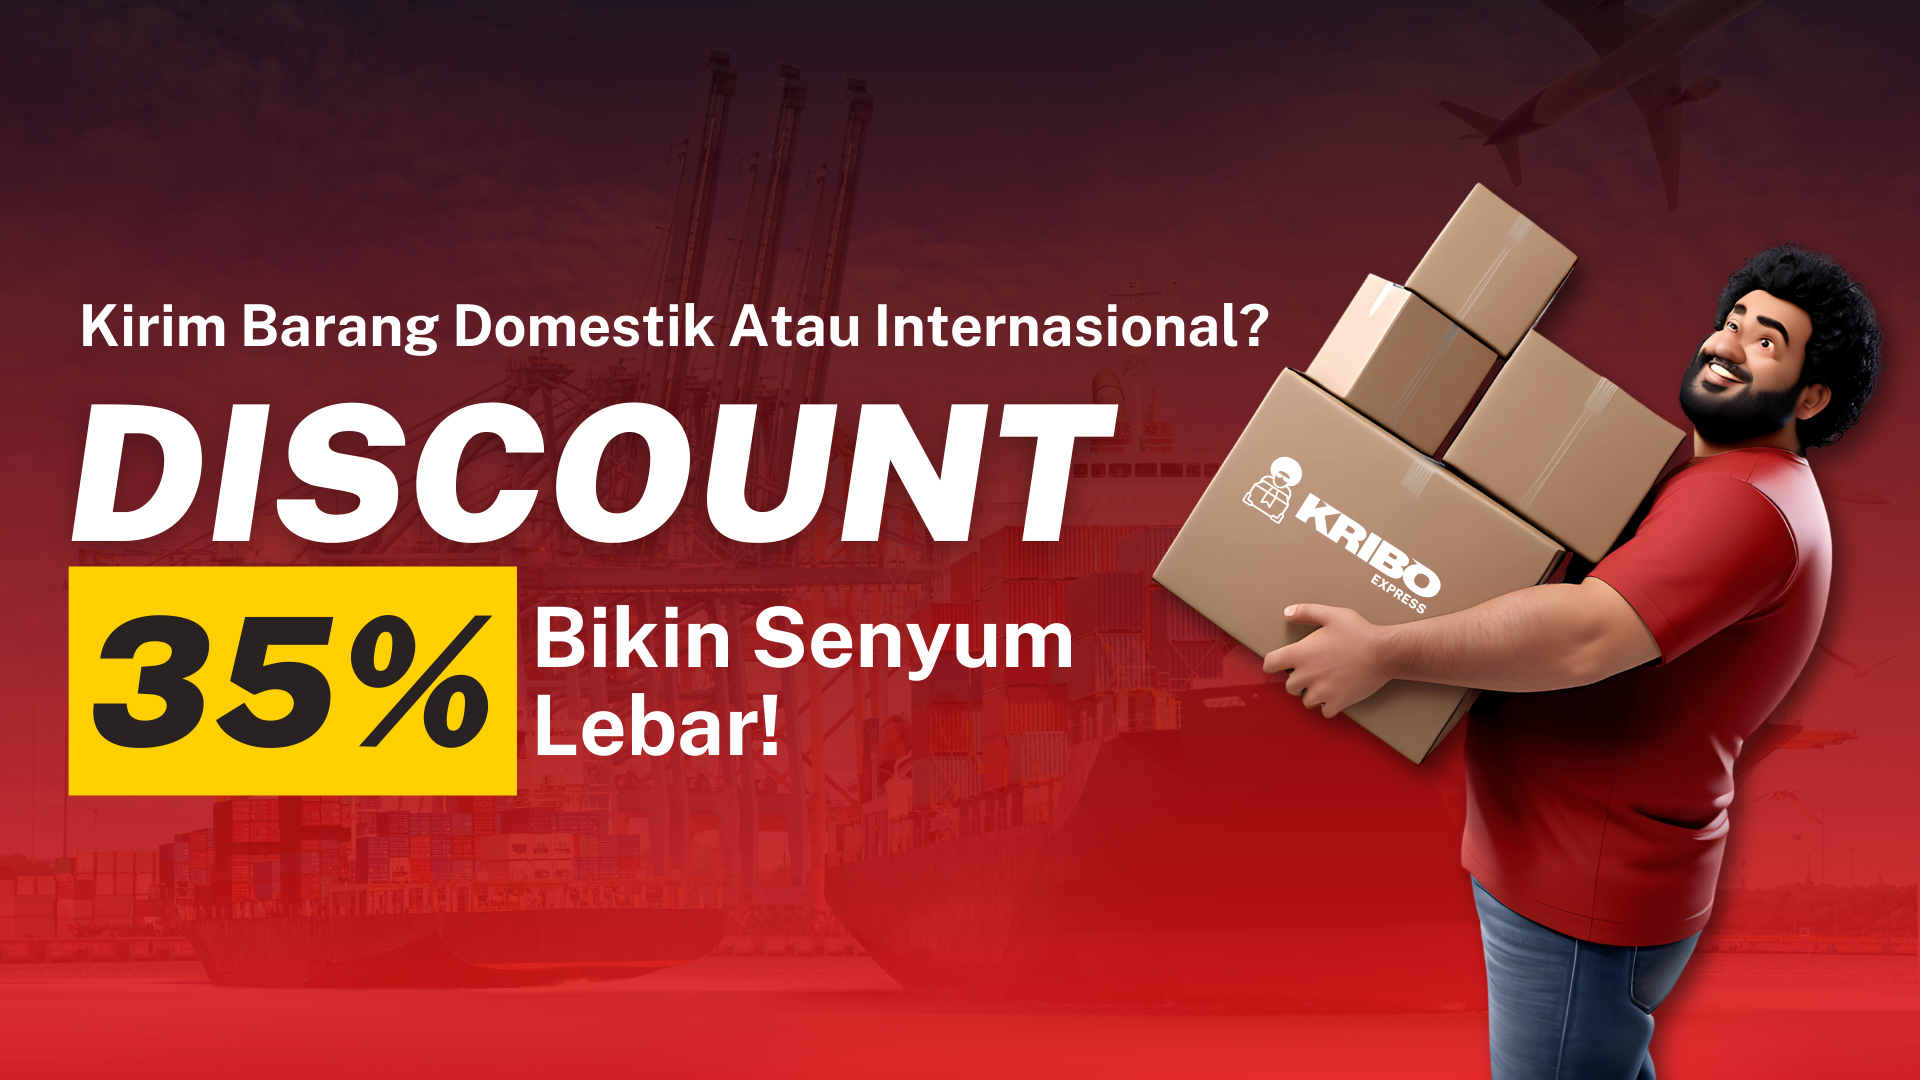 Kirim Barang Domestik Atau Internasional?
DISCOUNT
35%
Bikin Senyum
Lebar!
KRIBO
EXPRESS